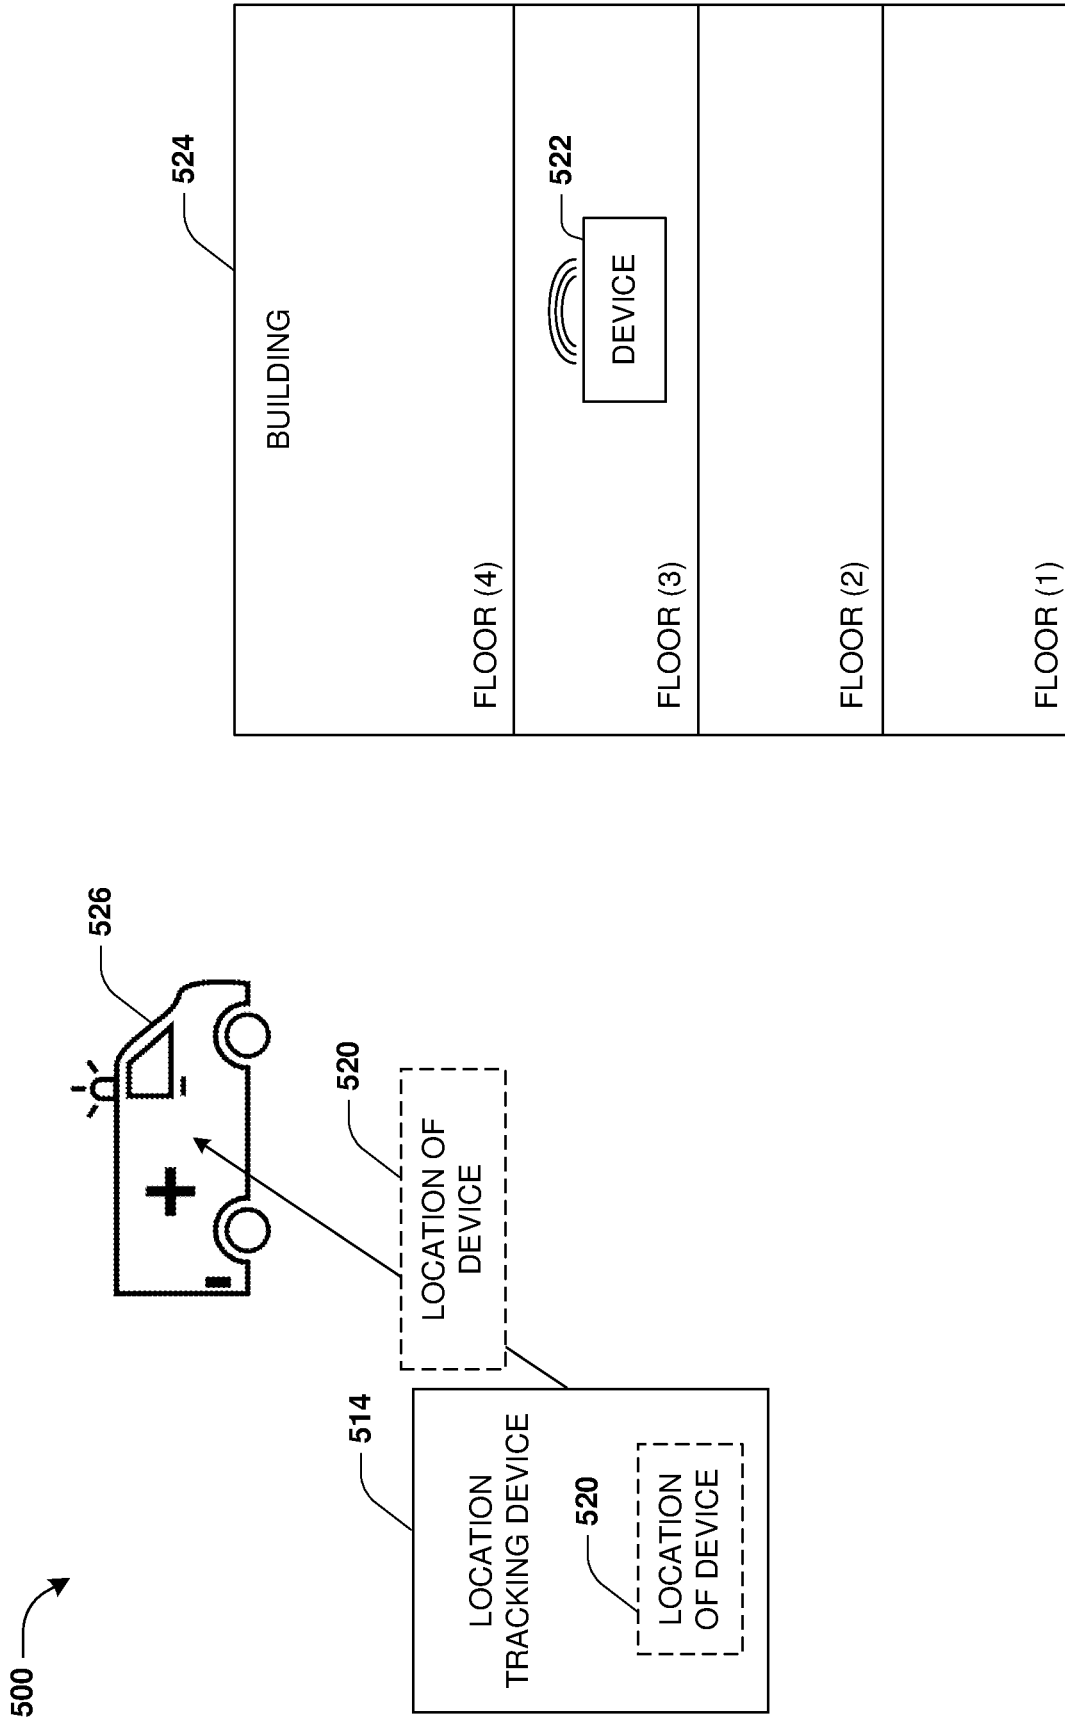 500
526
524
BUILDING
FLOOR (4)
522
DEVICE
FLOOR (3)
FLOOR (2)
FLOOR (1)
520
LOCATION OF
DEVICE
514
LOCATION
TRACKING DEVICE
520
LOCATION
OF DEVICE